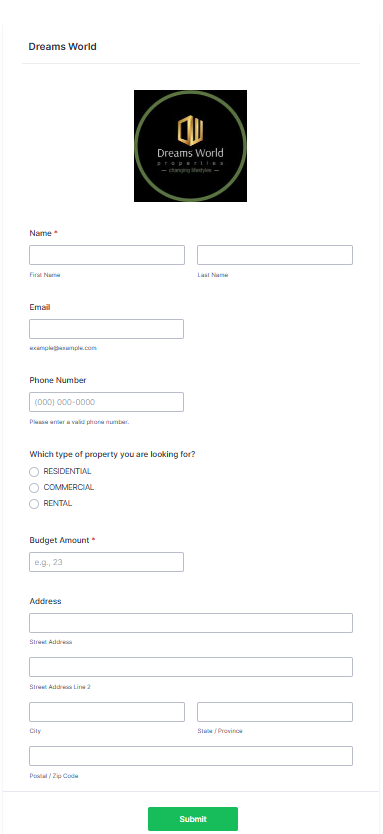 Dreams World
Dreams World
properties
— changing lifestyles —
Name *
First Name
Last Name
Email
example@example.com
Phone Number
(000) 000-0000
Please enter a valid phone number.
Which type of property you are looking for?
RESIDENTIAL
COMMERCIAL
RENTAL
Budget Amount *
e.g., 23
Address
Street Address
Street Address Line 2
City
State / Province
Postal / Zip Code
Submit